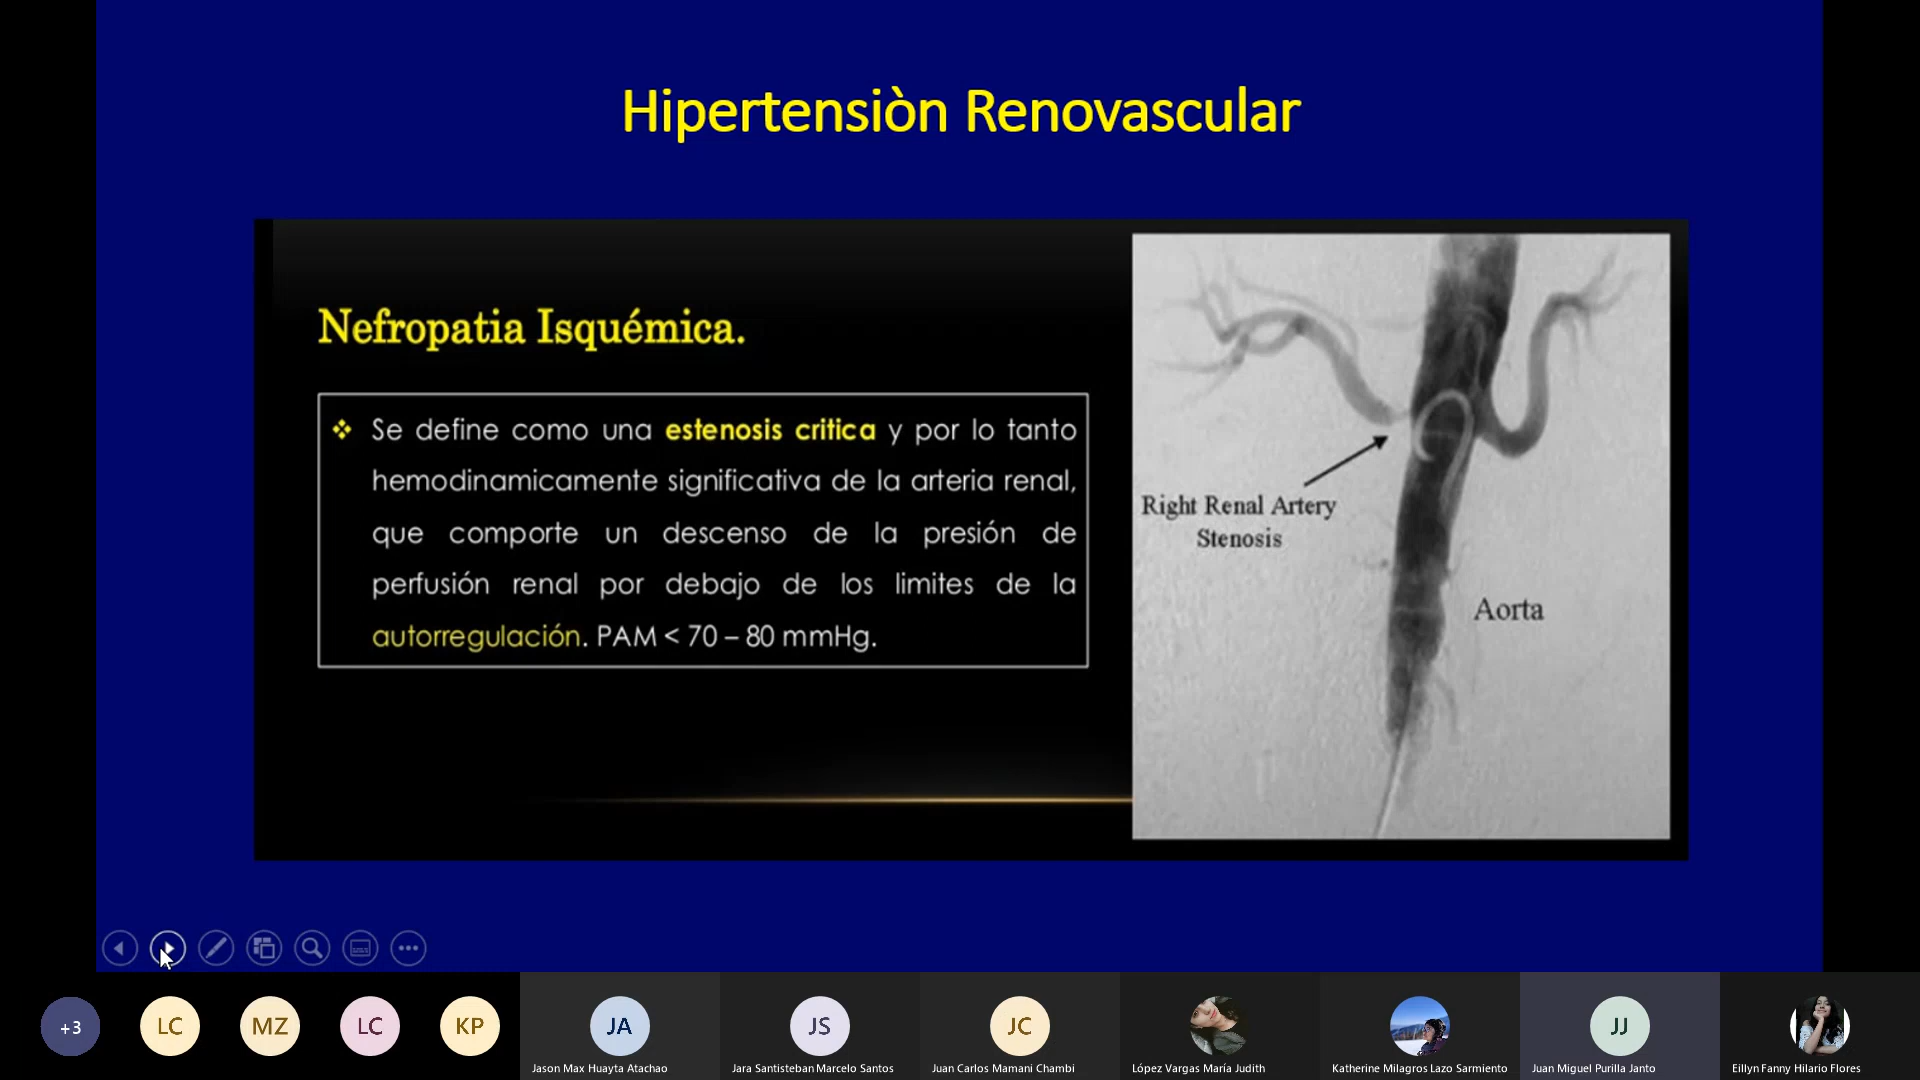 Hipertensiòn Renovascular
Nefropatia Isquémica.
❖ Se define como una estenosis critica y por lo tanto
hemodinamicamente significativa de la arteria renal,
que comporte un descenso de la presión de
perfusión renal por debajo de los limites de la
autorregulación. PAM < 70 – 80 mmHg.
Right Renal Artery
Stenosis
Aorta
+3
LC
MZ
LC
KP
JA
JS
JC
JJ
Jason Max Huayta Atachao
Jara Santisteban Marcelo Santos
Juan Carlos Mamani Chambi
López Vargas María Judith
Katherine Milagros Lazo Sarmiento
Juan Miguel Purilla Janto
Eillyn Fanny Hilario Flores